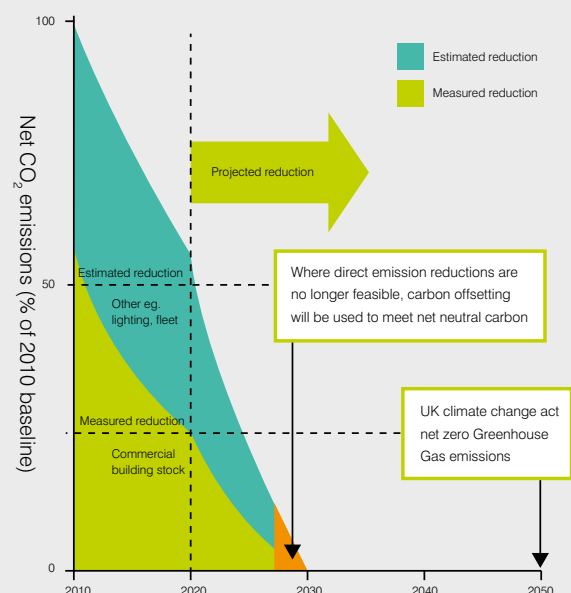 100
Estimated reduction
Measured reduction
Net CO₂ emissions (% of 2010 baseline)
Projected reduction
Estimated reduction
50
Where direct emission reductions are
no longer feasible, carbon offsetting
will be used to meet net neutral carbon
Other eg.
lighting, fleet
Measured reduction
UK climate change act
net zero Greenhouse
Gas emissions
Commercial
building stock
0
2010
2020
2030
2040
2050